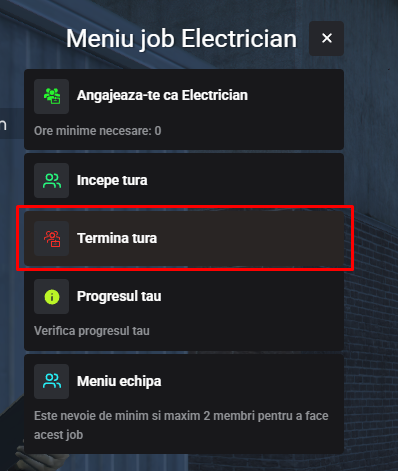 Meniu job Electrician
Angajeaza-te ca Electrician
Ore minime necesare: 0
Incepe tura
Termina tura
Progresul tau
Verifica progresul tau
Meniu echipa
Este nevoie de minim si maxim 2 membri pentru a face
acest job